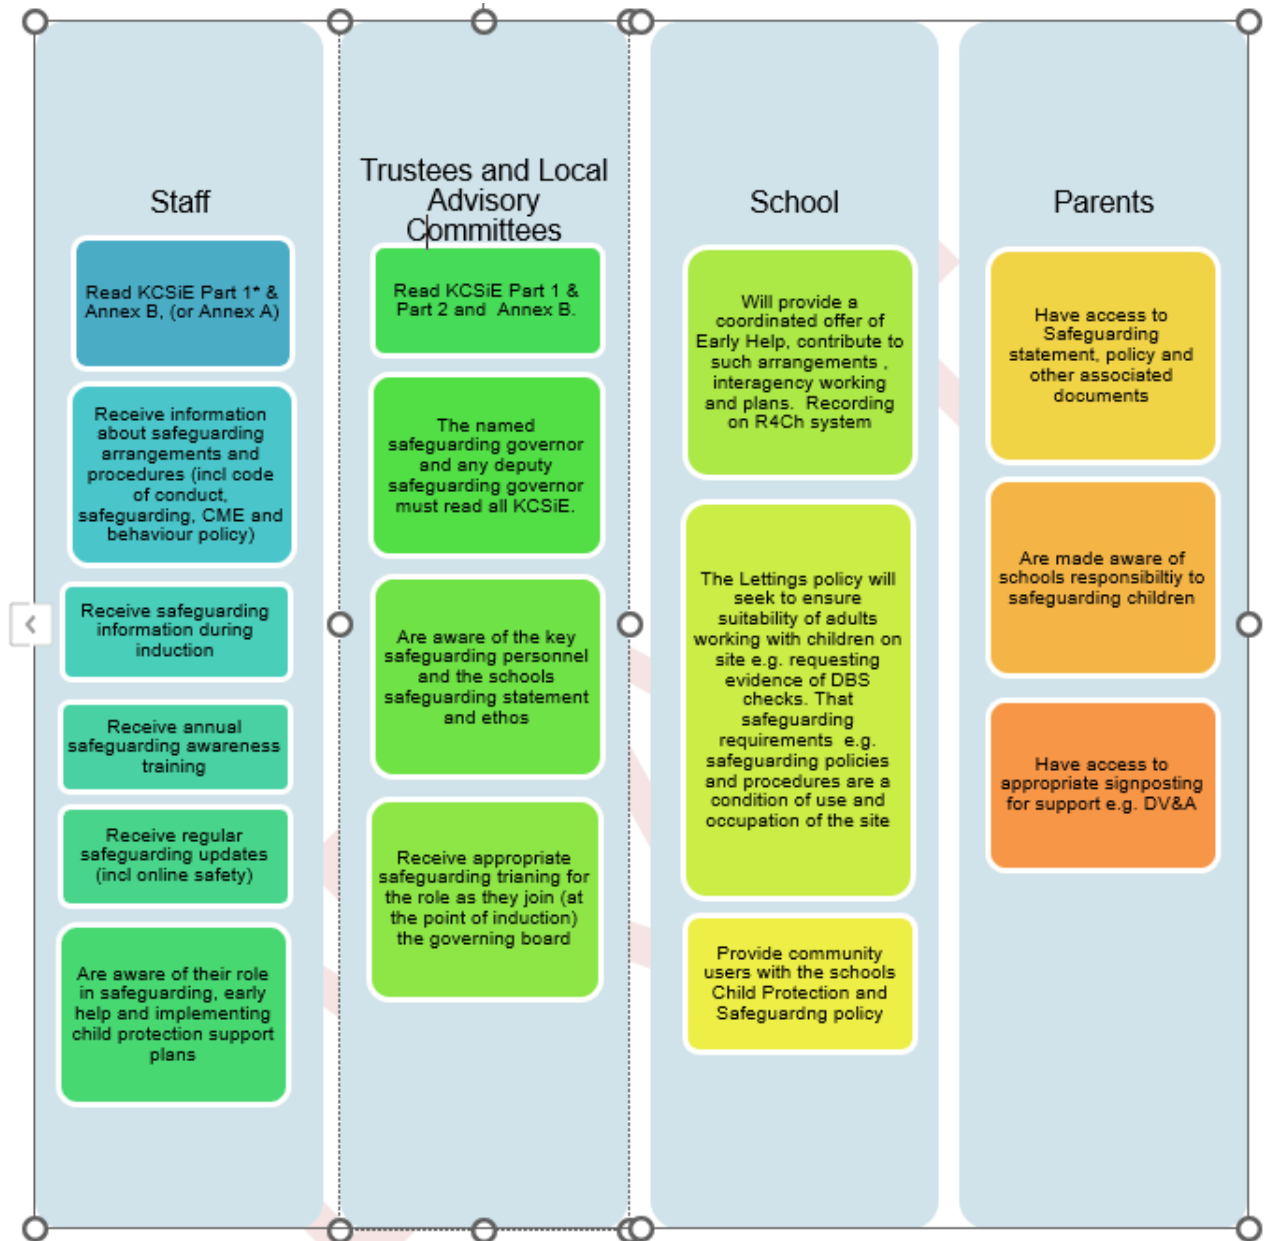 Staff
Read KCSiE Part 1* &
Annex B, (or Annex A)
Receive information
about safeguarding
arrangements and
procedures (incl code
of conduct,
safeguarding, CME and
behaviour policy)
Receive safeguarding
information during
induction
Receive annual
safeguarding awareness
training
Receive regular
safeguarding updates
(incl online safety)
Are aware of their role
in safeguarding, early
help and implementing
child protection support
plans
Trustees and Local
Advisory
Committees
Read KCSiE Part 1 &
Part 2 and  Annex B.
The named
safeguarding governor
and any deputy
safeguarding governor
must read all KCSiE.
Are aware of the key
safeguarding personnel
and the schools
safeguarding statement
and ethos
Receive appropriate
safeguarding trianing for
the role as they join (at
the point of induction)
the governing board
School
Will provide a
coordinated offer of
Early Help, contribute to
such arrangements ,
interagency working
and plans.  Recording
on R4Ch system
The Lettings policy will
seek to ensure
suitability of adults
working with children on
site e.g. requesting
evidence of DBS
checks. That
safeguarding
requirements  e.g.
safeguarding policies
and procedures are a
condition of use and
occupation of the site
Provide community
users with the schools
Child Protection and
Safeguardng policy
Parents
Have access to
Safeguarding
statement, policy and
other associated
documents
Are made aware of
schools responsibiltiy to
safeguarding children
Have access to
appropriate signposting
for support e.g. DV&A